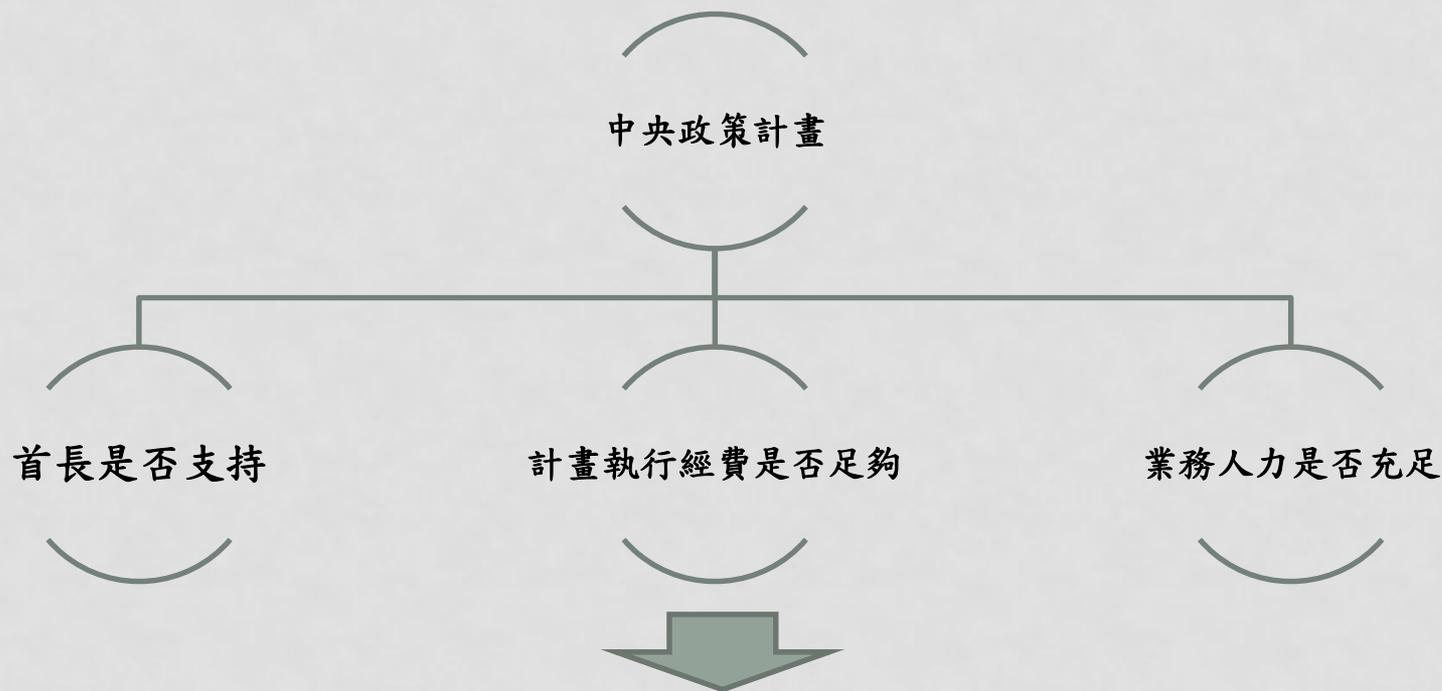 中央政策計畫
首長是否支持
計畫執行經費是否足夠
業務人力是否充足